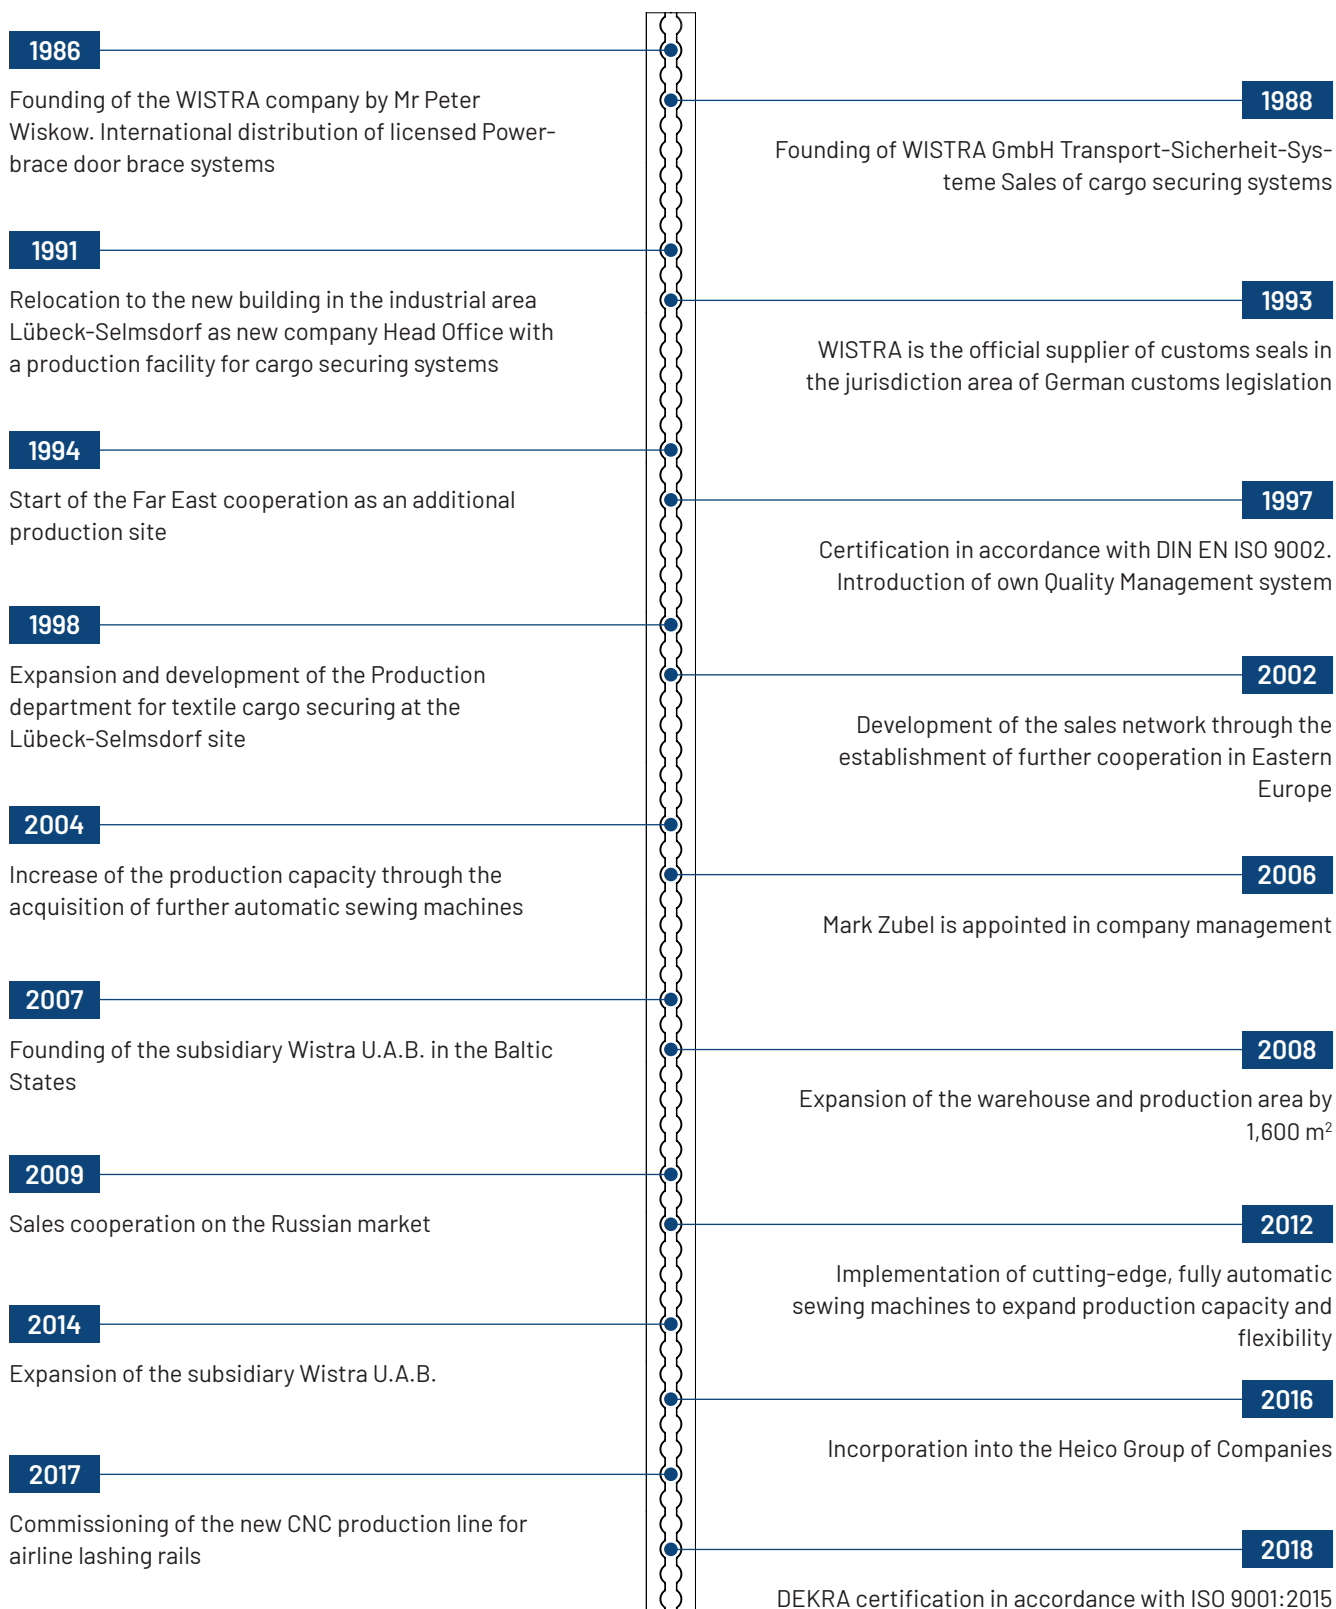 1986
Founding of the WISTRA company by Mr Peter
Wiskow. International distribution of licensed Power-
brace door brace systems
1988
Founding of WISTRA GmbH Transport-Sicherheit-Sys-
teme Sales of cargo securing systems
1991
Relocation to the new building in the industrial area
Lübeck-Selmsdorf as new company Head Office with
a production facility for cargo securing systems
1993
WISTRA is the official supplier of customs seals in
the jurisdiction area of German customs legislation
1994
Start of the Far East cooperation as an additional
production site
1997
Certification in accordance with DIN EN ISO 9002.
Introduction of own Quality Management system
1998
Expansion and development of the Production
department for textile cargo securing at the
Lübeck-Selmsdorf site
2002
Development of the sales network through the
establishment of further cooperation in Eastern
Europe
2004
Increase of the production capacity through the
acquisition of further automatic sewing machines
2006
Mark Zubel is appointed in company management
2007
Founding of the subsidiary Wistra U.A.B. in the Baltic
States
2008
Expansion of the warehouse and production area by
1,600 m²
2009
Sales cooperation on the Russian market
2012
Implementation of cutting-edge, fully automatic
sewing machines to expand production capacity and
flexibility
2014
Expansion of the subsidiary Wistra U.A.B.
2016
Incorporation into the Heico Group of Companies
2017
Commissioning of the new CNC production line for
airline lashing rails
2018
DEKRA certification in accordance with ISO 9001:2015